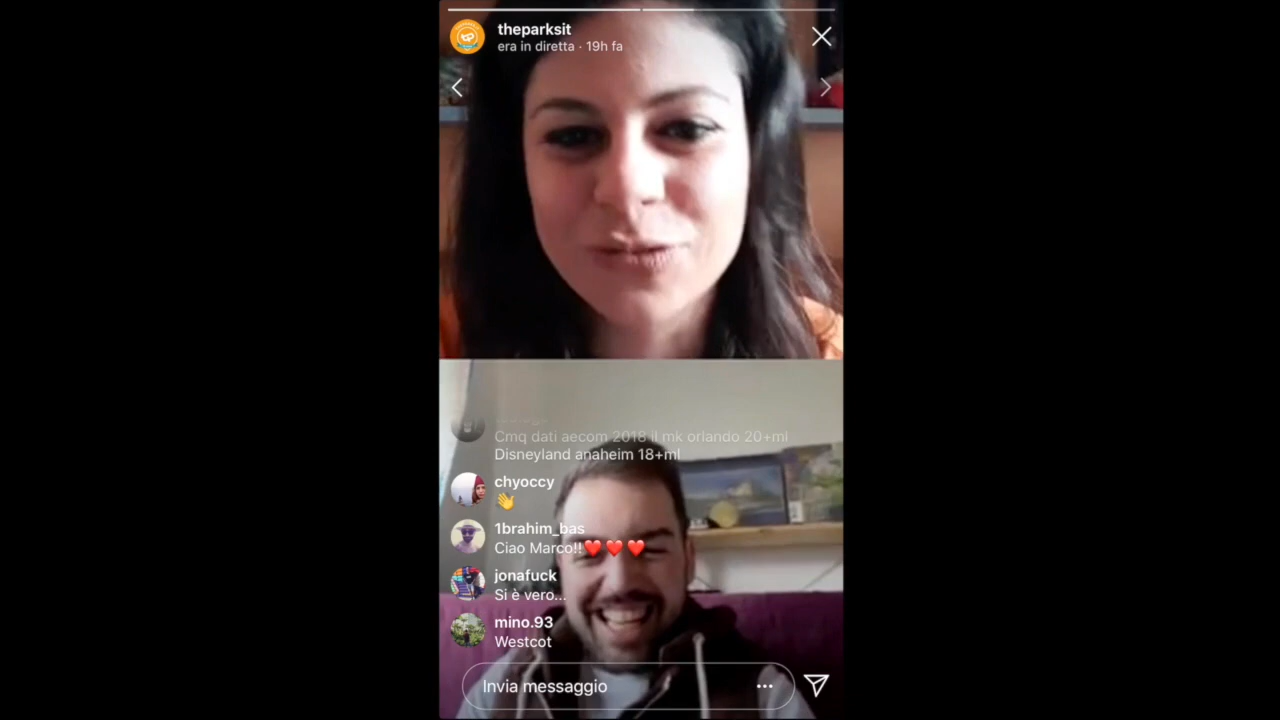 theparksit
era in diretta · 19h fa
Cmq dati aecom 2018 il mk orlando 20+ml
Disneyland anaheim 18+ml
chyoccy
👋
1brahim_bas
Ciao Marco!!❤️❤️❤️
jonafuck
Si è vero...
mino.93
Westcot
Invia messaggio